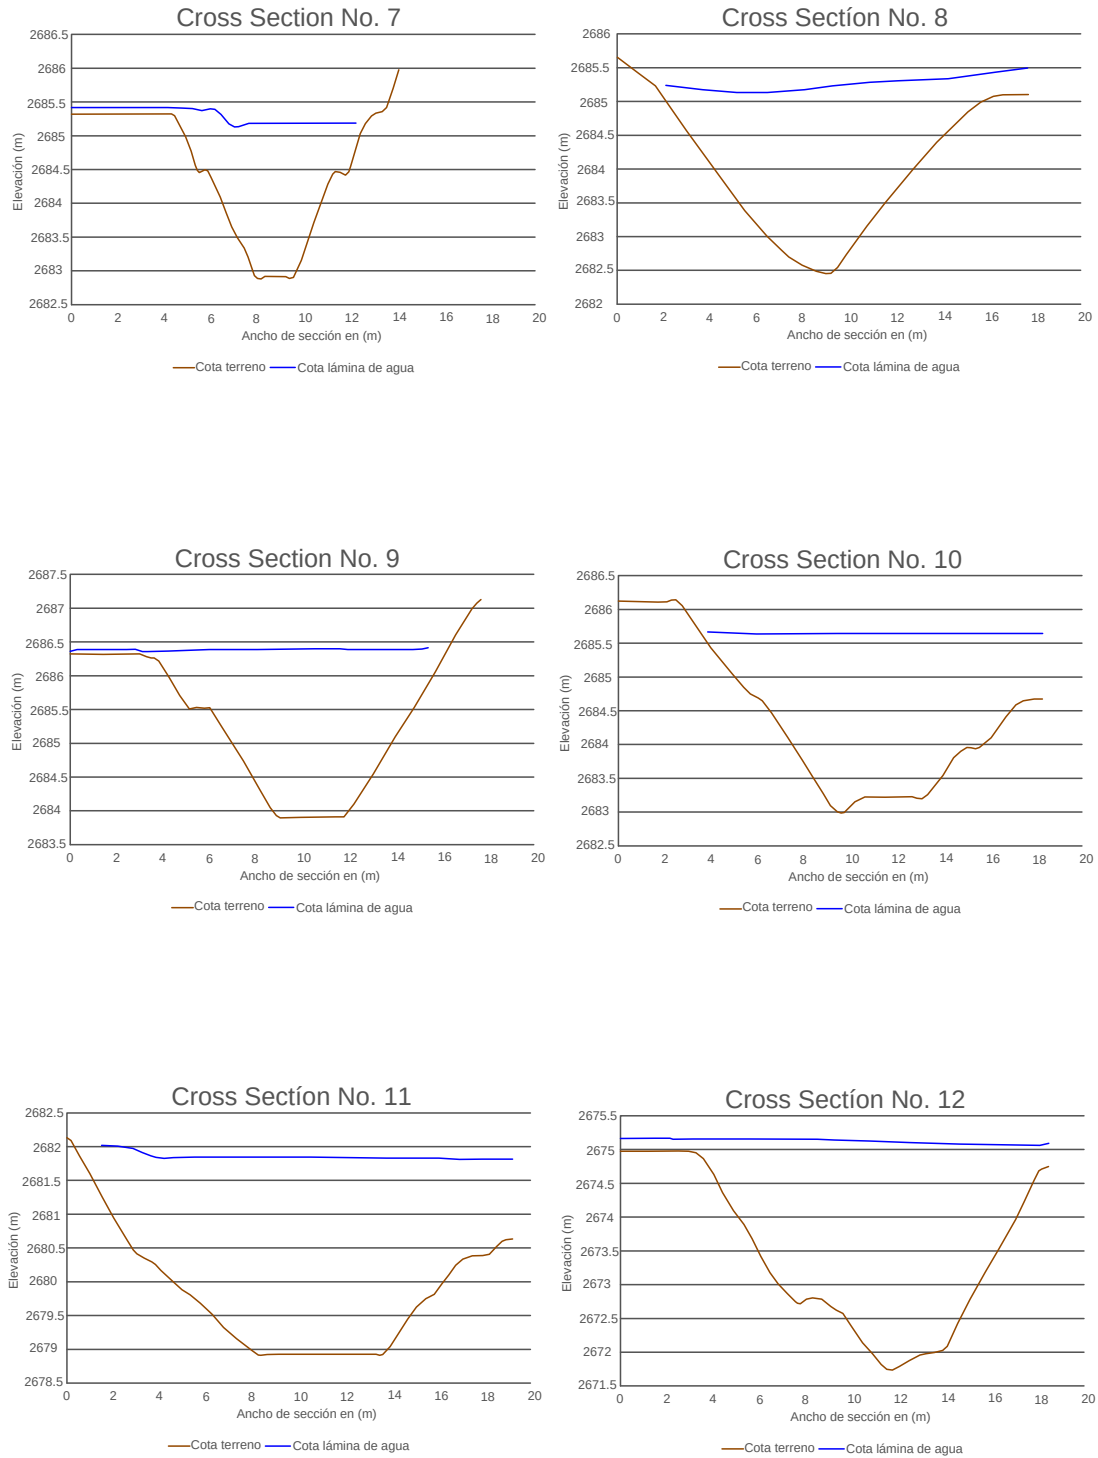 Cross Section No. 7
2686.5
2686
2685.5
2685
2684.5
2684
2683.5
2683
2682.5
Elevación (m)
0 2 4 6 8 10 12 14 16 18 20
Ancho de sección en (m)
Cota terreno Cota lámina de agua
Cross Sectíon No. 8
2686
2685.5
2685
2684.5
2684
2683.5
2683
2682.5
2682
Elevación (m)
0 2 4 6 8 10 12 14 16 18 20
Ancho de sección en (m)
Cota terreno Cota lámina de agua
Cross Section No. 9
2687.5
2687
2686.5
2686
2685.5
2685
2684.5
2684
2683.5
Elevación (m)
0 2 4 6 8 10 12 14 16 18 20
Ancho de sección en (m)
Cota terreno Cota lámina de agua
Cross Section No. 10
2686.5
2686
2685.5
2685
2684.5
2684
2683.5
2683
2682.5
Elevación (m)
0 2 4 6 8 10 12 14 16 18 20
Ancho de sección en (m)
Cota terreno Cota lámina de agua
Cross Sectíon No. 11
2682.5
2682
2681.5
2681
2680.5
2680
2679.5
2679
2678.5
Elevación (m)
0 2 4 6 8 10 12 14 16 18 20
Ancho de sección en (m)
Cota terreno Cota lámina de agua
Cross Sectíon No. 12
2675.5
2675
2674.5
2674
2673.5
2673
2672.5
2672
2671.5
Elevación (m)
0 2 4 6 8 10 12 14 16 18 20
Ancho de sección en (m)
Cota terreno Cota lámina de agua